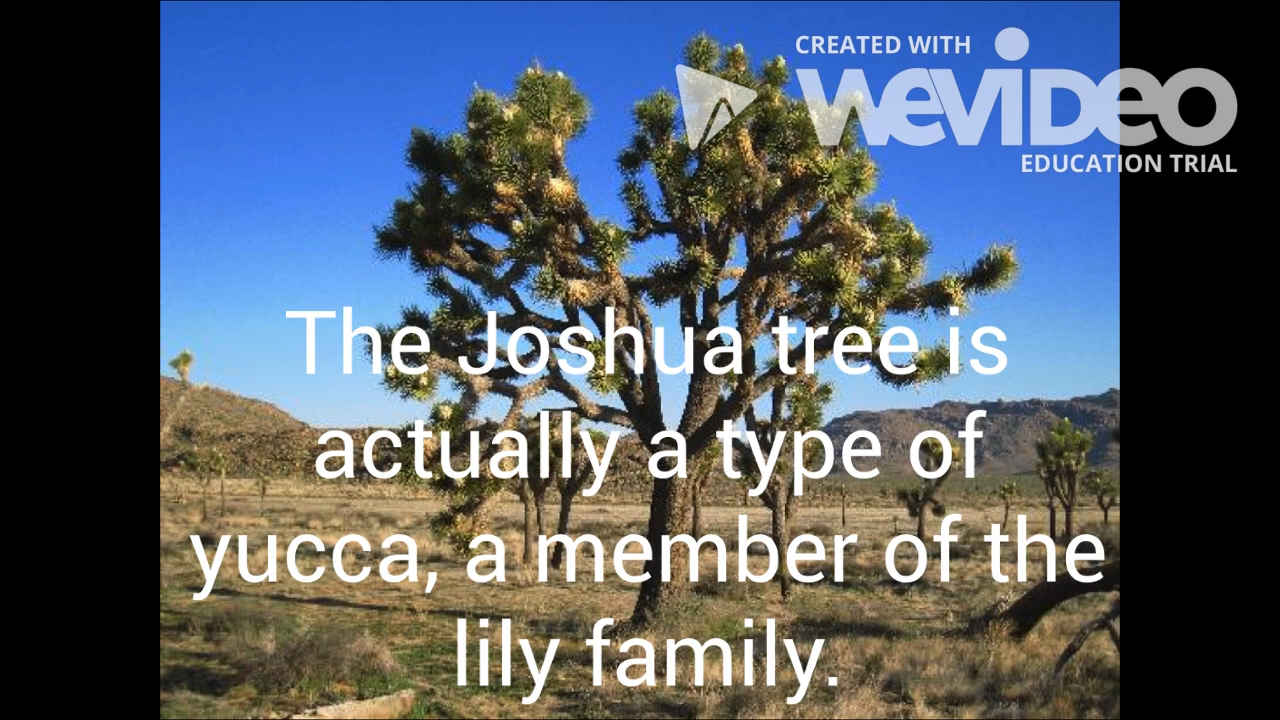 CREATED WITH
WEVIDEO
EDUCATION TRIAL
The Joshua tree is
actually a type of
yucca, a member of the
lily family.